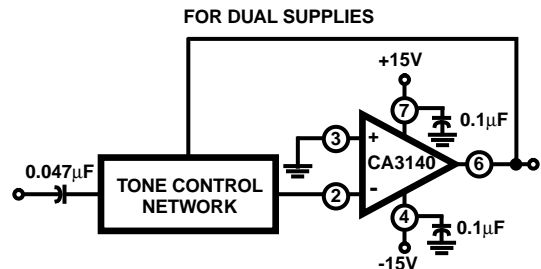 FOR DUAL SUPPLIES
+15V
7
0.1µF
3
+
CA3140
6
0.047µF
TONE CONTROL
NETWORK
2
-
4
0.1µF
-15V